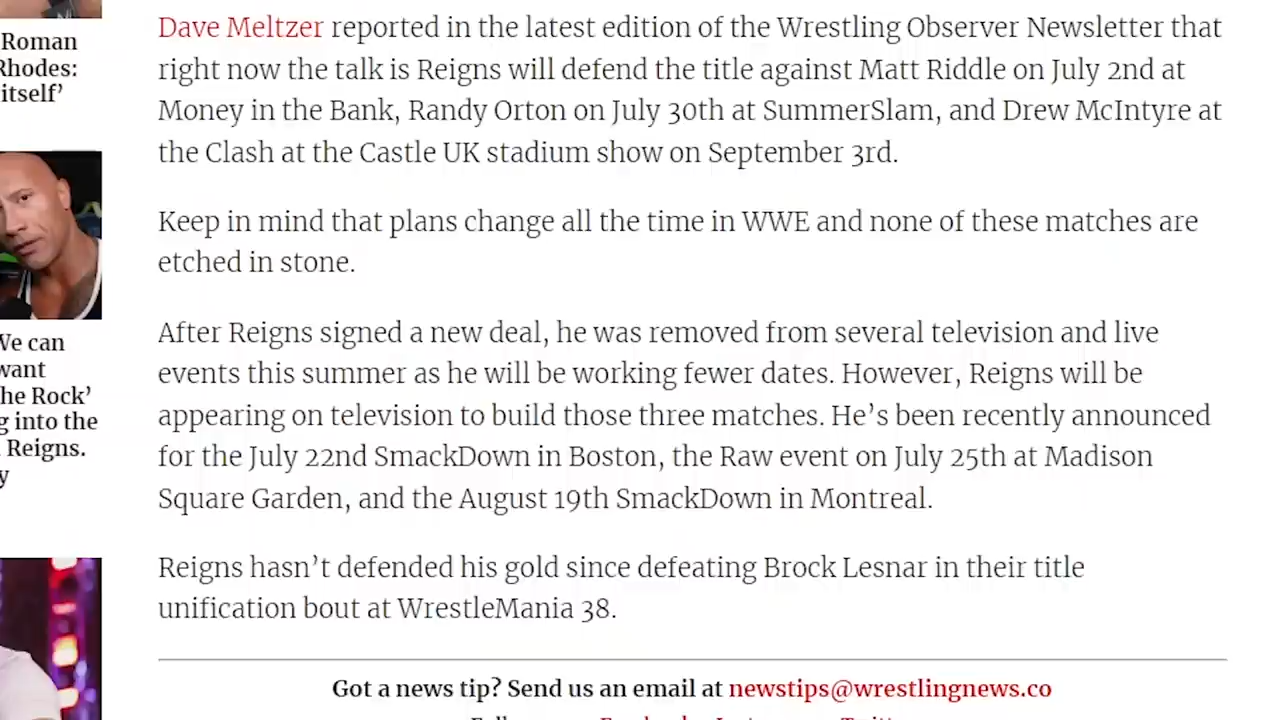 Roman
Rhodes:
itself’
We can
want
he Rock’
g into the
Reigns.
y
Dave Meltzer reported in the latest edition of the Wrestling Observer Newsletter that
right now the talk is Reigns will defend the title against Matt Riddle on July 2nd at
Money in the Bank, Randy Orton on July 30th at SummerSlam, and Drew McIntyre at
the Clash at the Castle UK stadium show on September 3rd.
Keep in mind that plans change all the time in WWE and none of these matches are
etched in stone.
After Reigns signed a new deal, he was removed from several television and live
events this summer as he will be working fewer dates. However, Reigns will be
appearing on television to build those three matches. He’s been recently announced
for the July 22nd SmackDown in Boston, the Raw event on July 25th at Madison
Square Garden, and the August 19th SmackDown in Montreal.
Reigns hasn’t defended his gold since defeating Brock Lesnar in their title
unification bout at WrestleMania 38.
Got a news tip? Send us an email at newstips@wrestlingnews.co